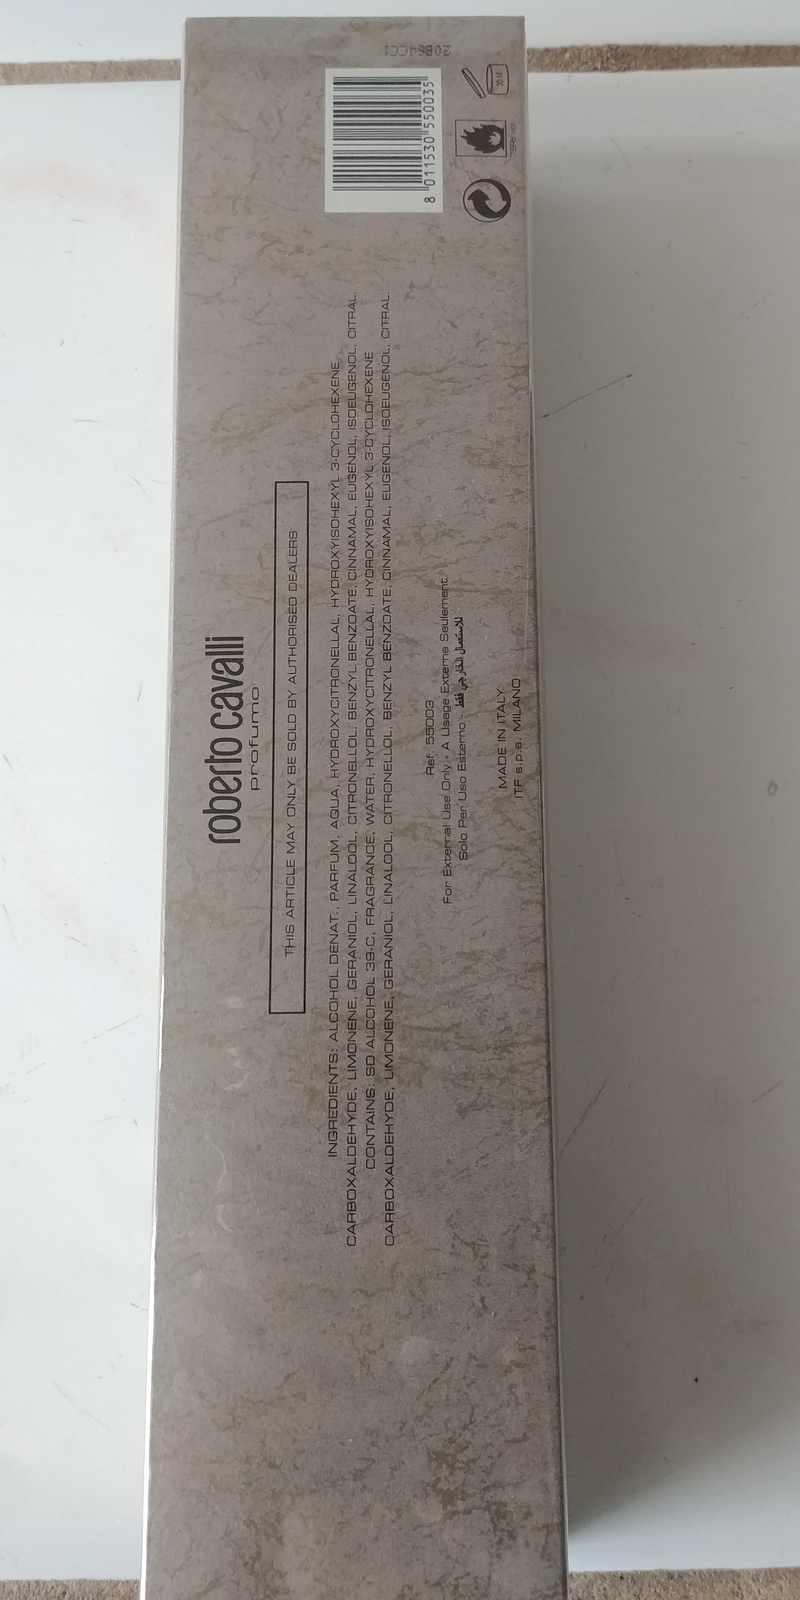 roberto cavalli
profumo
THIS ARTICLE MAY ONLY BE SOLD BY AUTHORISED DEALERS
INGREDIENTS: ALCOHOL DENAT., PARFUM, AQUA, HYDROXYCITRONELLAL, HYDROXYISOHEXYL 3-CYCLOHEXENE
CARBOXALDEHYDE, LIMONENE, GERANIOL, LINALOOL, CITRONELLOL, BENZYL BENZOATE, CINNAMAL, EUGENOL, ISOEUGENOL, CITRAL.
CONTAINS: SD ALCOHOL 39-C, FRAGRANCE, WATER, HYDROXYCITRONELLAL, HYDROXYISOHEXYL 3-CYCLOHEXENE
CARBOXALDEHYDE, LIMONENE, GERANIOL, LINALOOL, CITRONELLOL, BENZYL BENZOATE, CINNAMAL, EUGENOL, ISOEUGENOL, CITRAL.
Ref. 55003
For External Use Only - A Usage Externe Seulement
Solo Per Uso Esterno - للاستعمال الخارجي فقط
MADE IN ITALY
ITF s.p.a. MILANO
8 011530 550035